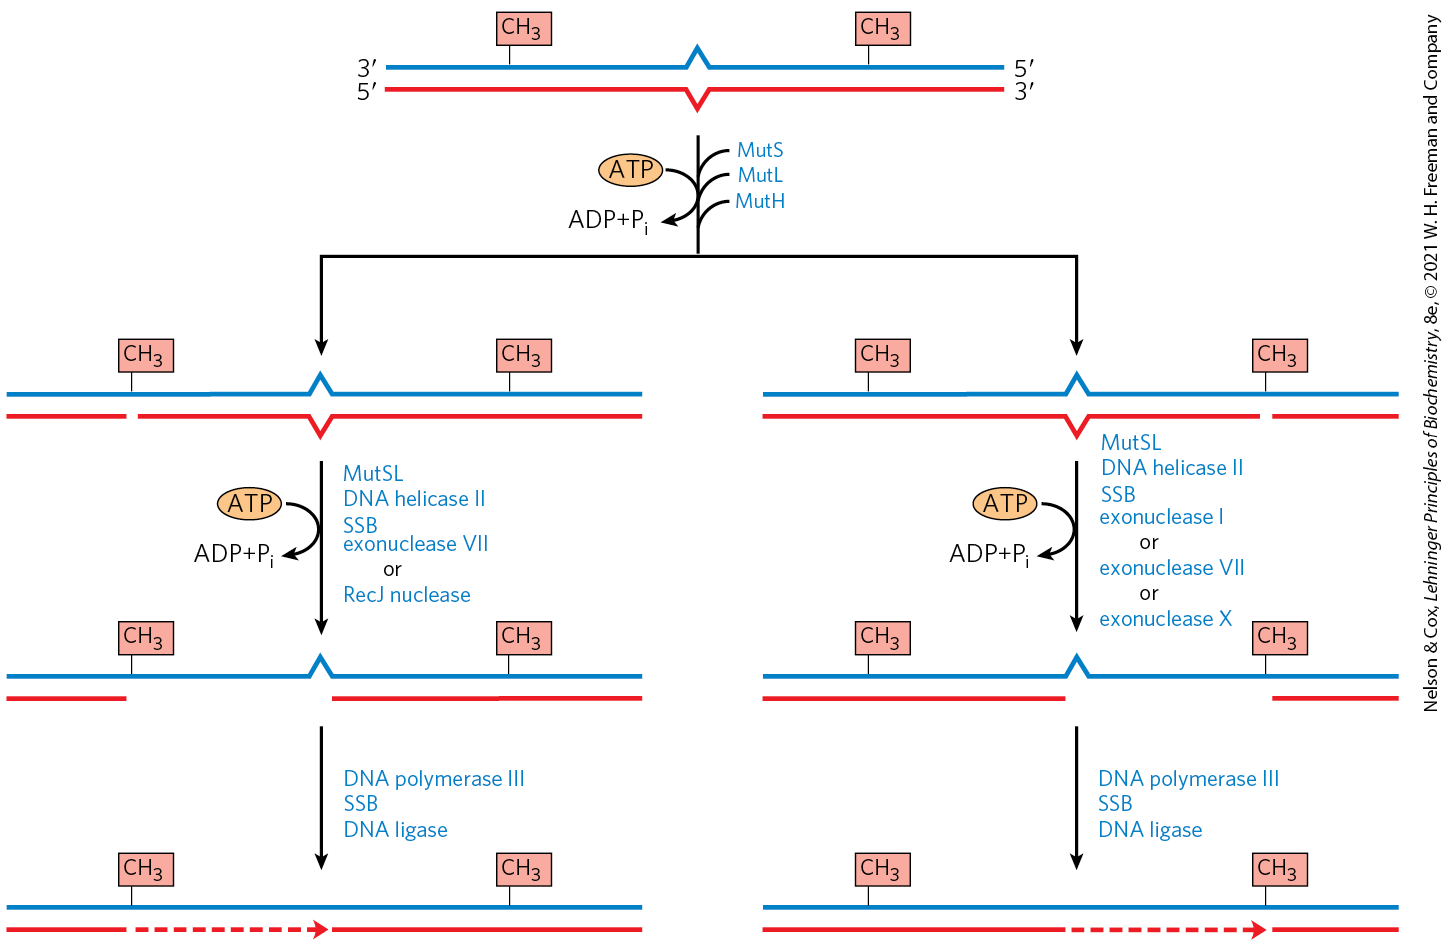 CH3
CH3
3′
5′
5′
3′
ATP
ADP+Pi
MutS
MutL
MutH
CH3
CH3
MutSL
DNA helicase II
SSB
exonuclease VII
or
RecJ nuclease
ATP
ADP+Pi
CH3
CH3
DNA polymerase III
SSB
DNA ligase
CH3
CH3
CH3
CH3
MutSL
DNA helicase II
SSB
exonuclease I
or
exonuclease VII
or
exonuclease X
ATP
ADP+Pi
CH3
CH3
DNA polymerase III
SSB
DNA ligase
CH3
CH3
Nelson & Cox, Lehninger Principles of Biochemistry, 8e, © 2021 W. H. Freeman and Company